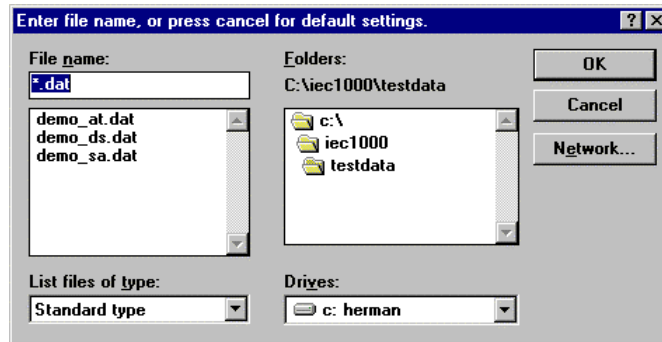 Enter file name, or press cancel for default settings.
File name:
*.dat
demo_at.dat
demo_ds.dat
demo_sa.dat
List files of type:
Standard type
Folders:
C:\iec1000\testdata
c:\
iec1000
testdata
Drives:
c: herman
OK
Cancel
Network...